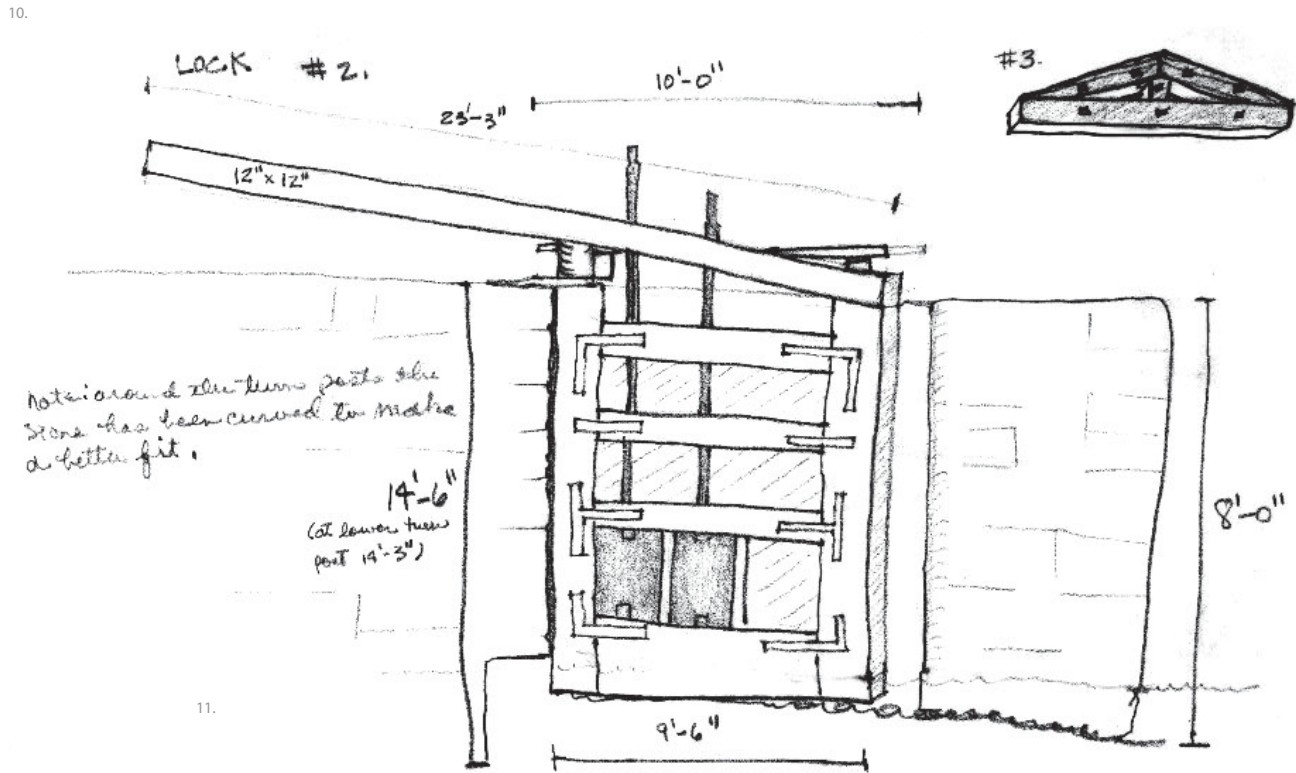 10.
LOCK #2.
10'-0"
#3.
23'-3"
12" x 12"
Note: around the turn posts the
stone has been curved to make
a better fit.
14'-6"
(at lower turn
post 14'-3")
8'-0"
11.
9'-6"